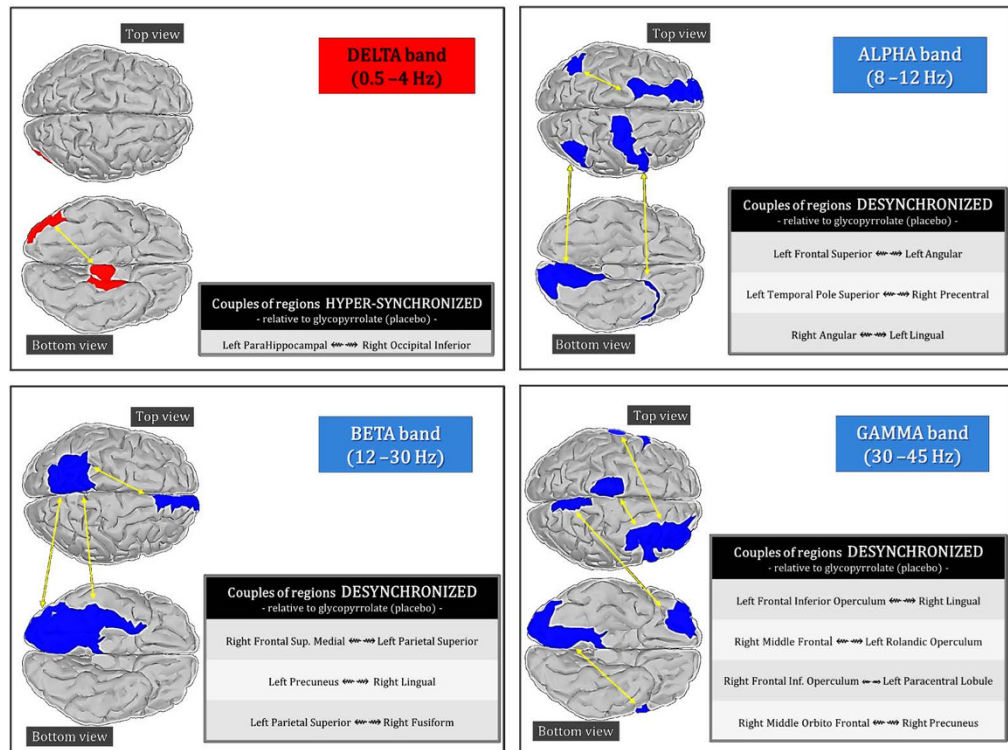 Top view
DELTA band
(0.5 – 4 Hz)
Couples of regions HYPER-SYNCHRONIZED
- relative to glycopyrrolate (placebo) -
Left ParaHippocampal ⬳ ⟿ Right Occipital Inferior
Bottom view
Top view
ALPHA band
(8 –12 Hz)
Couples of regions DESYNCHRONIZED
- relative to glycopyrrolate (placebo) -
Left Frontal Superior ⬳ ⟿ Left Angular
Left Temporal Pole Superior ⬳ ⟿ Right Precentral
Right Angular ⬳ ⟿ Left Lingual
Bottom view
Top view
BETA band
(12 –30 Hz)
Couples of regions DESYNCHRONIZED
- relative to glycopyrrolate (placebo) -
Right Frontal Sup. Medial ⬳ ⟿ Left Parietal Superior
Left Precuneus ⬳ ⟿ Right Lingual
Left Parietal Superior ⬳ ⟿ Right Fusiform
Bottom view
Top view
GAMMA band
(30 –45 Hz)
Couples of regions DESYNCHRONIZED
- relative to glycopyrrolate (placebo) -
Left Frontal Inferior Operculum ⬳ ⟿ Right Lingual
Right Middle Frontal ⬳ ⟿ Left Rolandic Operculum
Right Frontal Inf. Operculum ⬳ ⟿ Left Paracentral Lobule
Right Middle Orbito Frontal ⬳ ⟿ Right Precuneus
Bottom view